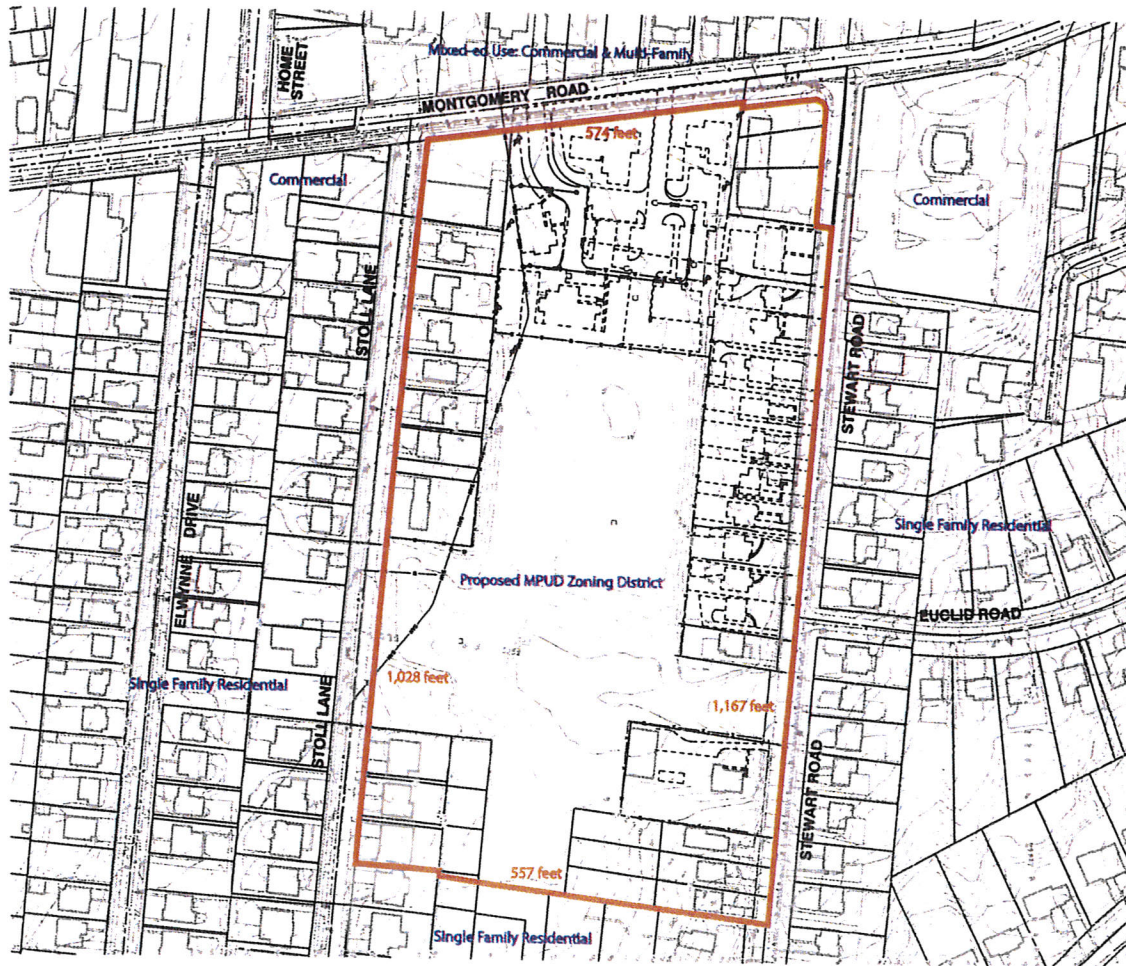 Mixed-ed Use: Commercial & Multi-Family
HOME
STREET
MONTGOMERY ROAD
574 feet
Commercial
Commercial
STOLL LANE
STEWART ROAD
ELWYNNE DRIVE
Single Family Residential
Proposed MPUD Zoning District
EUCLID ROAD
1,028 feet
Single Family Residential
1,167 feet
STOLL LANE
STEWART ROAD
557 feet
Single Family Residential